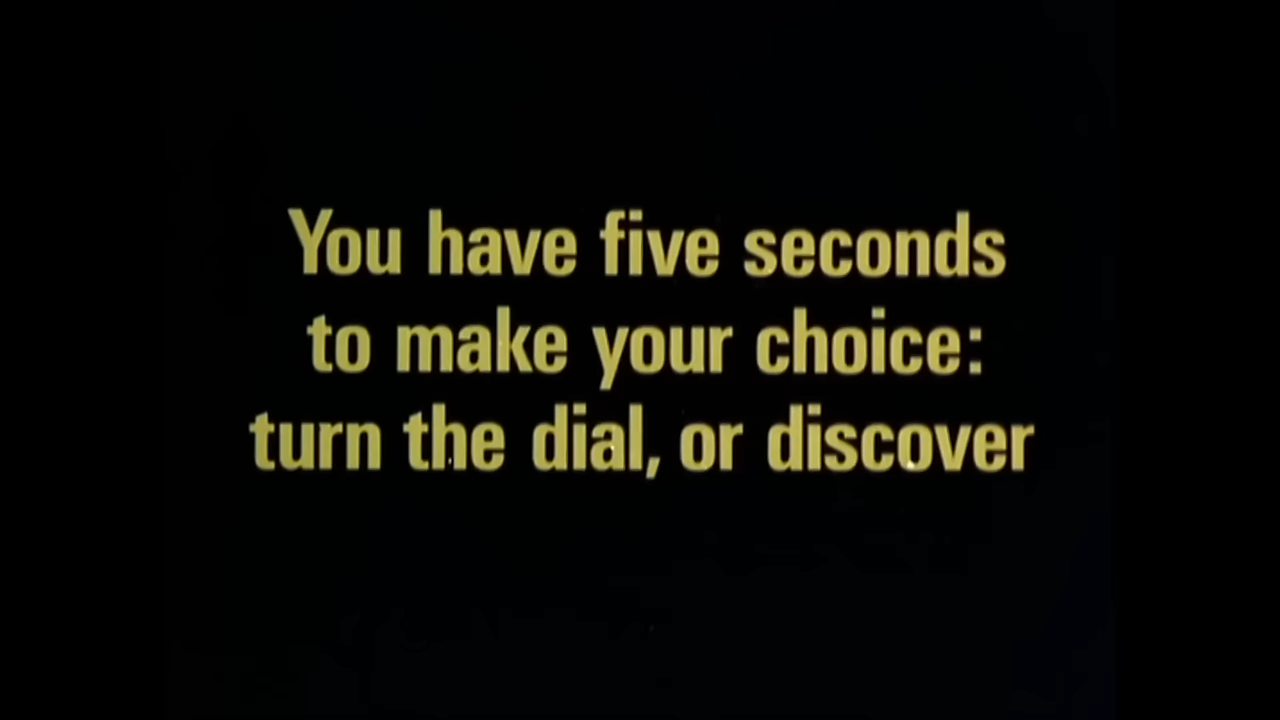 You have five seconds
to make your choice:
turn the dial, or discover